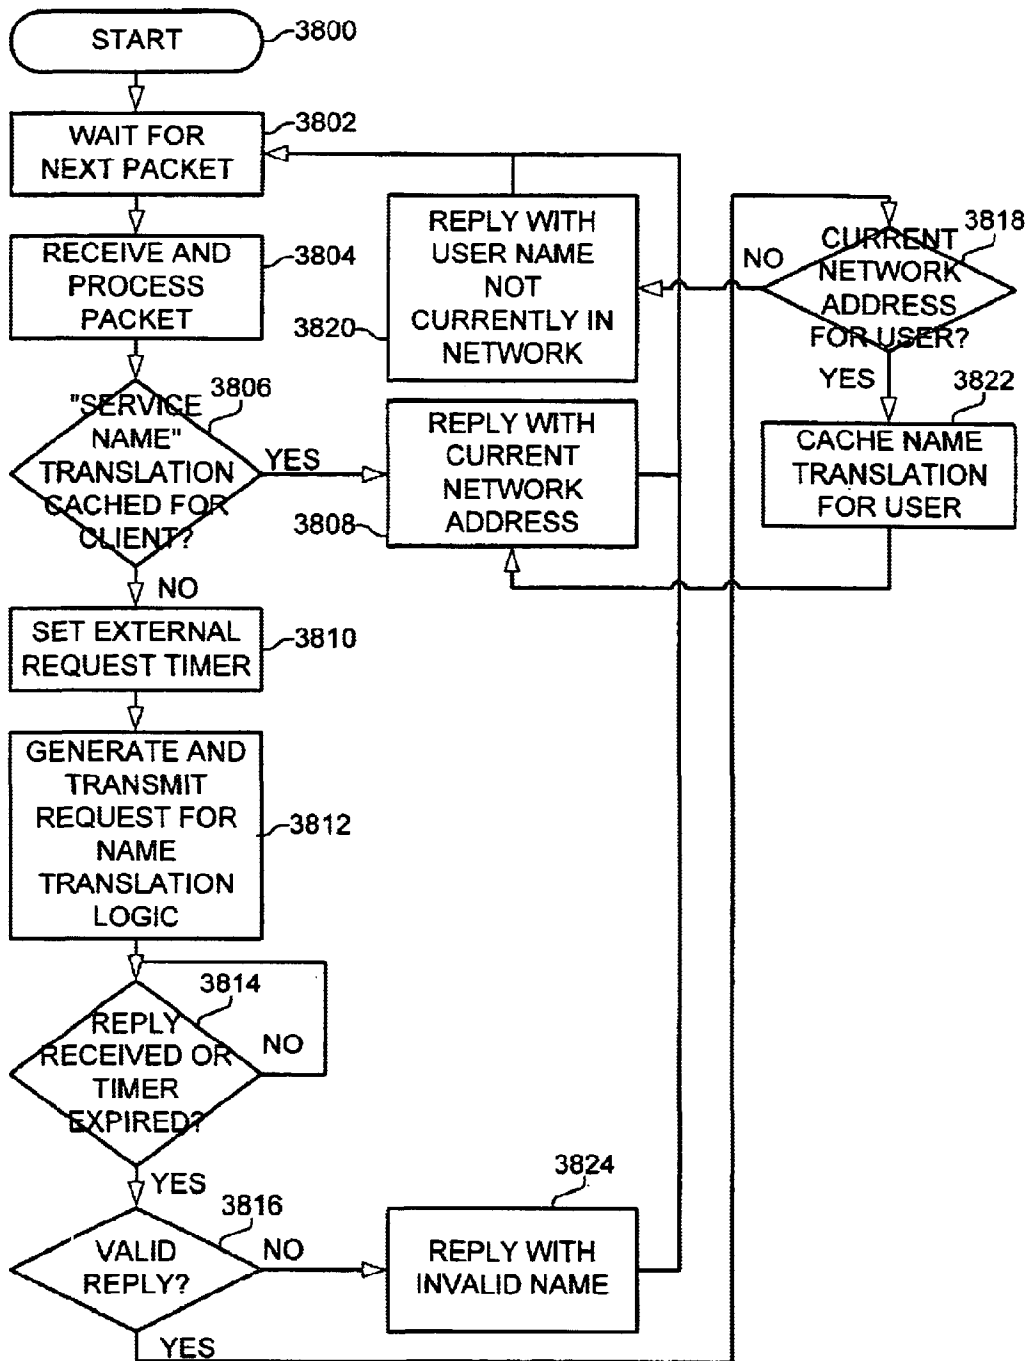 START
3800
WAIT FOR
NEXT PACKET
3802
RECEIVE AND
PROCESS
PACKET
3804
"SERVICE
NAME"
TRANSLATION
CACHED FOR
CLIENT?
3806
YES
NO
REPLY WITH
CURRENT
NETWORK
ADDRESS
3808
SET EXTERNAL
REQUEST TIMER
3810
GENERATE AND
TRANSMIT
REQUEST FOR
NAME
TRANSLATION
LOGIC
3812
REPLY
RECEIVED OR
TIMER
EXPIRED?
3814
NO
YES
VALID
REPLY?
3816
NO
YES
REPLY WITH
INVALID NAME
3824
CURRENT
NETWORK
ADDRESS
FOR USER?
3818
NO
YES
REPLY WITH
USER NAME
NOT
CURRENTLY IN
NETWORK
3820
CACHE NAME
TRANSLATION
FOR USER
3822